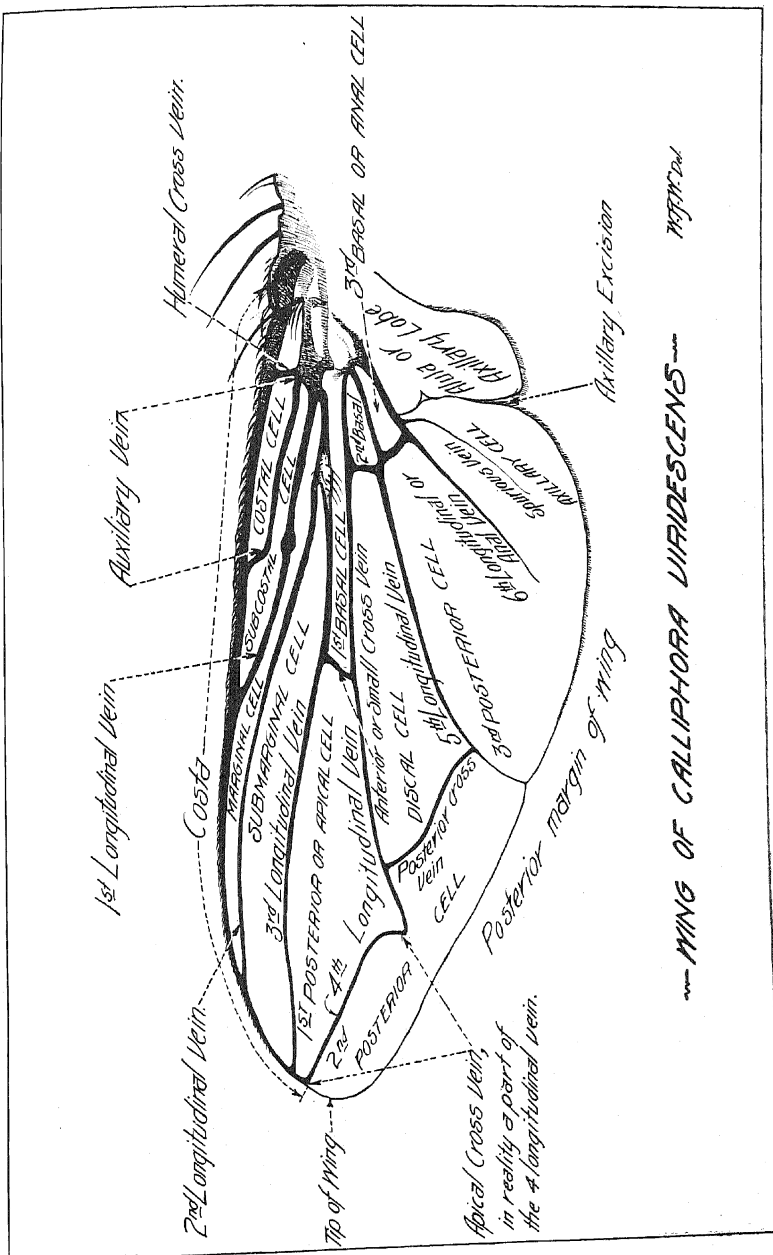 Humeral Cross Vein.
Auxiliary Vein
1st Longitudinal Vein.
Costa
2nd Longitudinal Vein.
Tip of Wing
Apical Cross Vein,
in reality a part of
the 4 longitudinal vein.
COSTAL CELL
SUBCOSTAL CELL
MARGINAL CELL
SUBMARGINAL CELL
3rd Longitudinal Vein
1ST POSTERIOR OR APICAL CELL
4th Longitudinal Vein
1st BASAL CELL
Anterior or Small Cross Vein
2nd Basal
DISCAL CELL
5th Longitudinal Vein
Posterior Cross
Vein
2nd POSTERIOR CELL
3rd POSTERIOR CELL
6th Longitudinal or
Anal Vein
Spurious Vein
AXILLARY CELL
Alula or
Axillary Lobe
3rd BASAL OR ANAL CELL
Axillary Excision
Posterior margin of wing
—WING OF CALLIPHORA VIRIDESCENS—